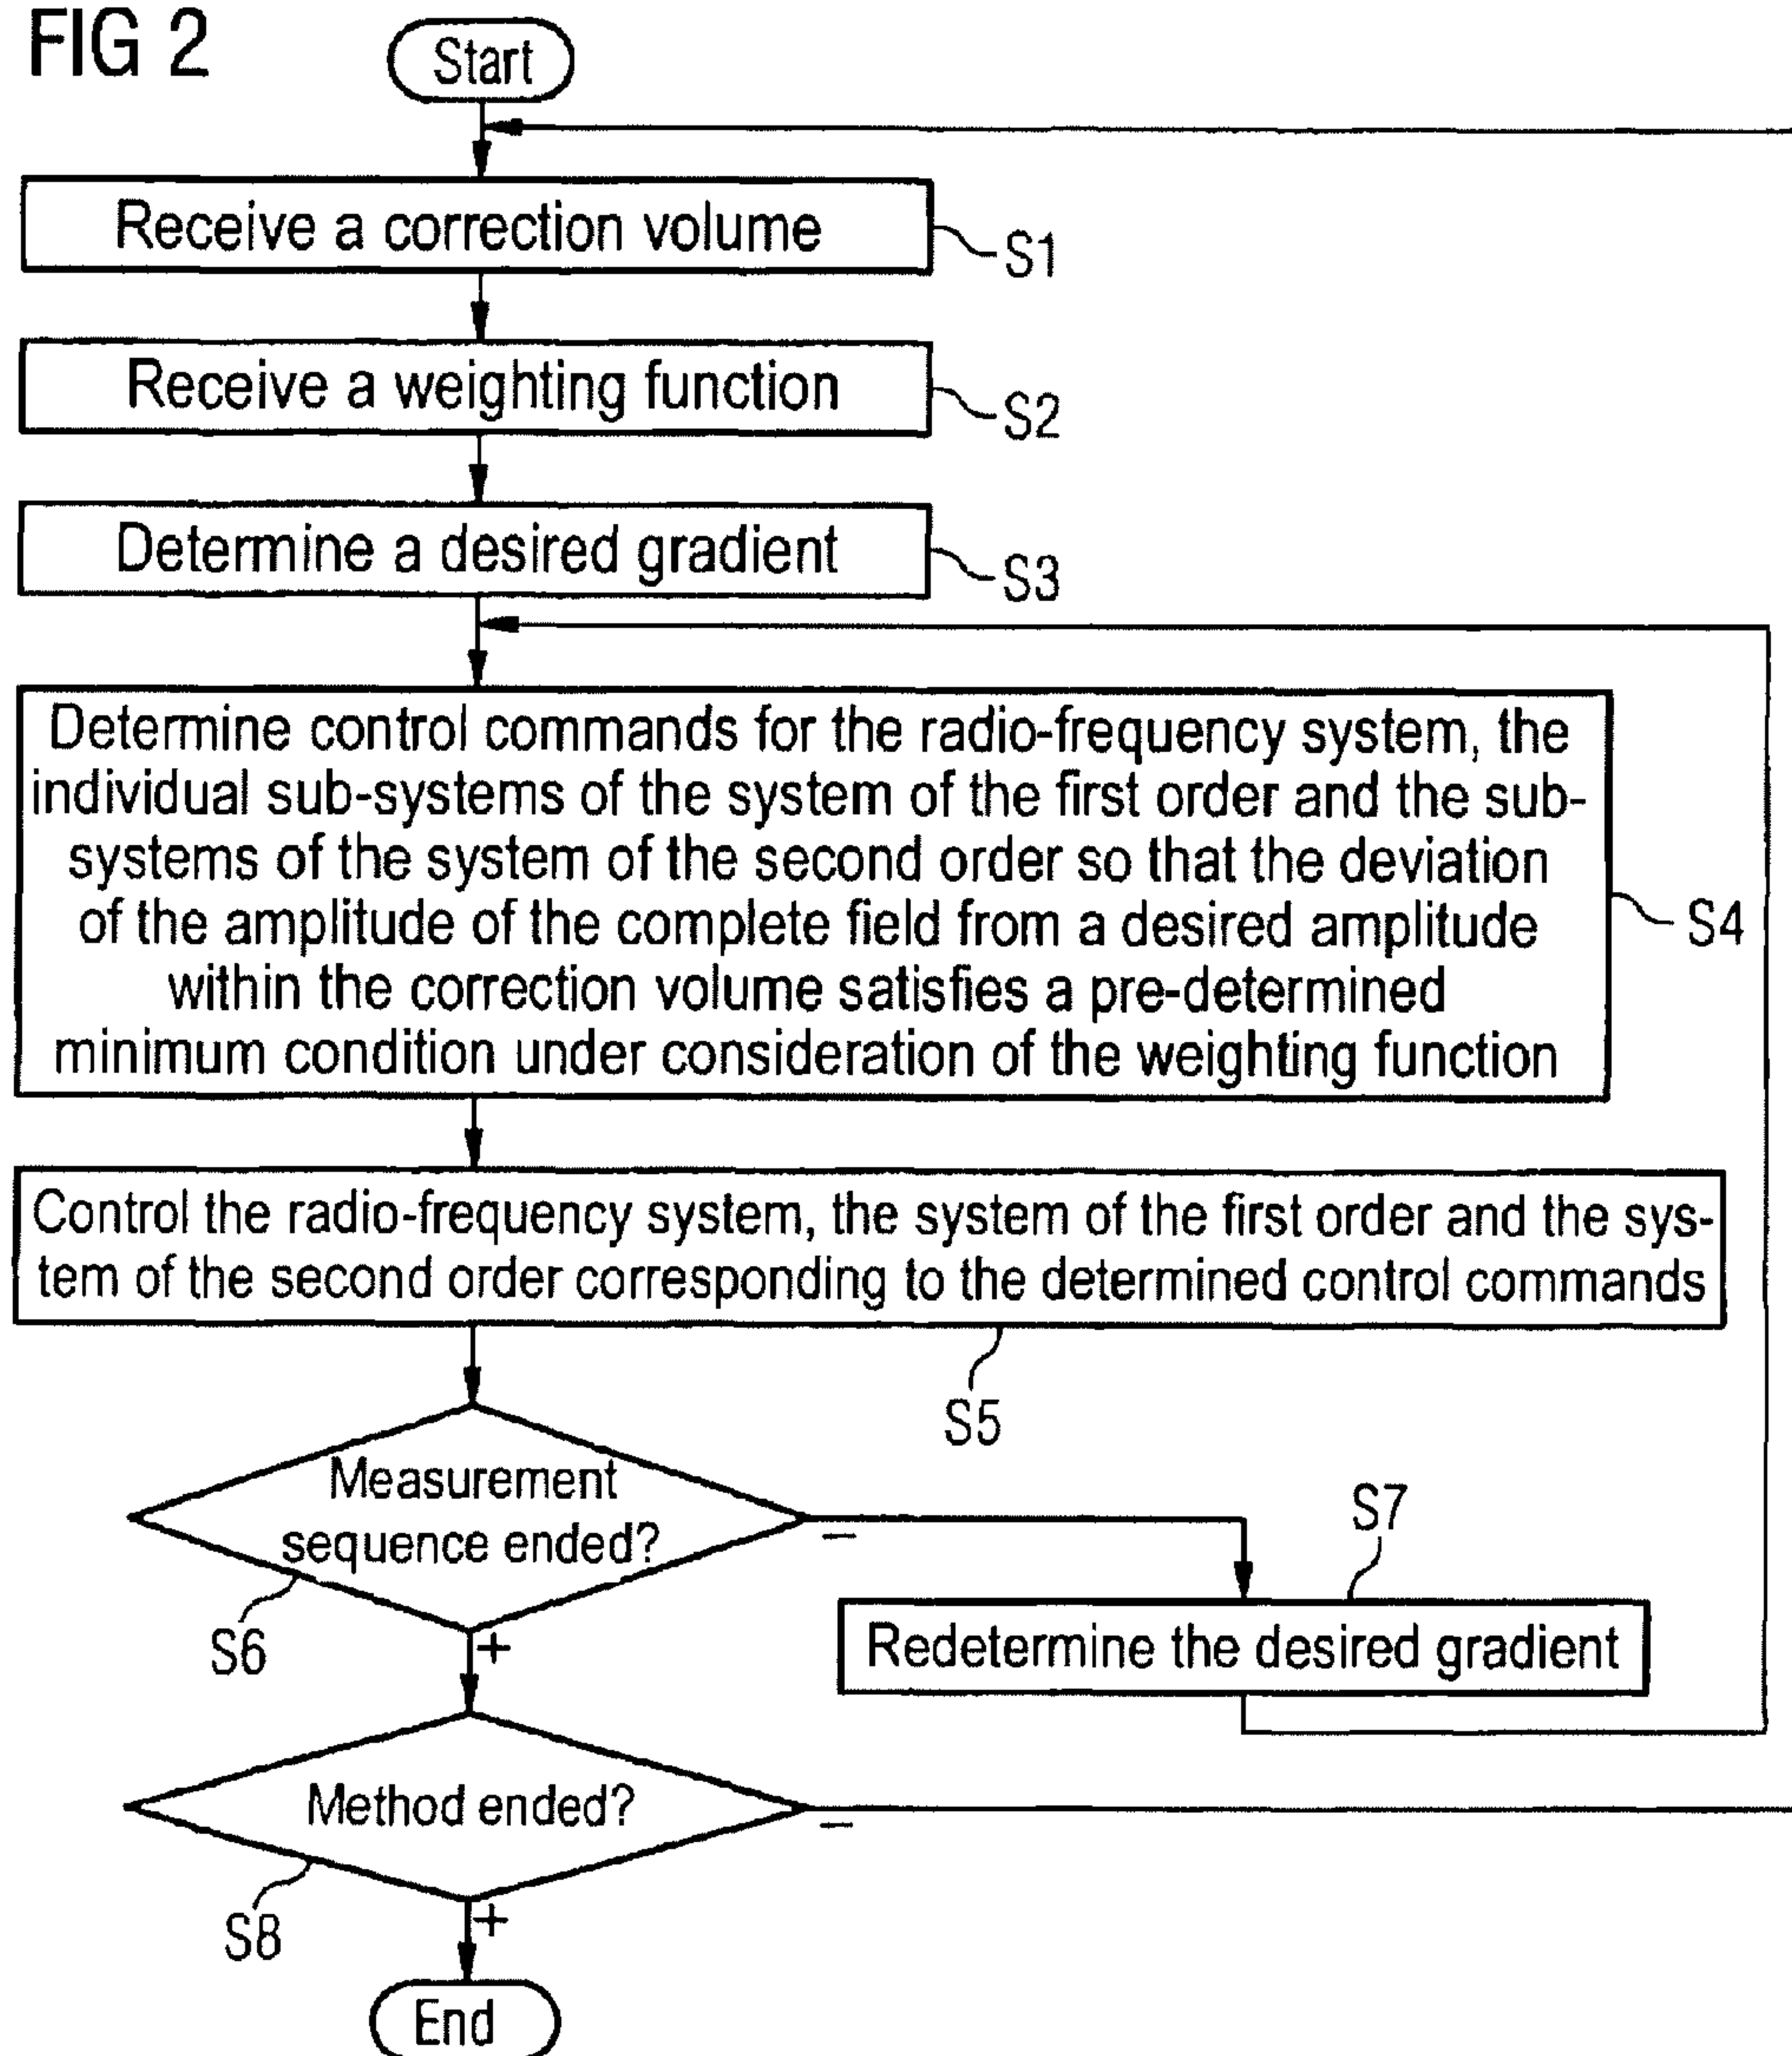 FIG 2
Start
Receive a correction volume
S1
Receive a weighting function
S2
Determine a desired gradient
S3
Determine control commands for the radio-frequency system, the
individual sub-systems of the system of the first order and the sub-
systems of the system of the second order so that the deviation
of the amplitude of the complete field from a desired amplitude
within the correction volume satisfies a pre-determined
minimum condition under consideration of the weighting function
S4
Control the radio-frequency system, the system of the first order and the sys-
tem of the second order corresponding to the determined control commands
S5
Measurement
sequence ended?
–
S6
+
S7
Redetermine the desired gradient
Method ended?
–
S8
+
End